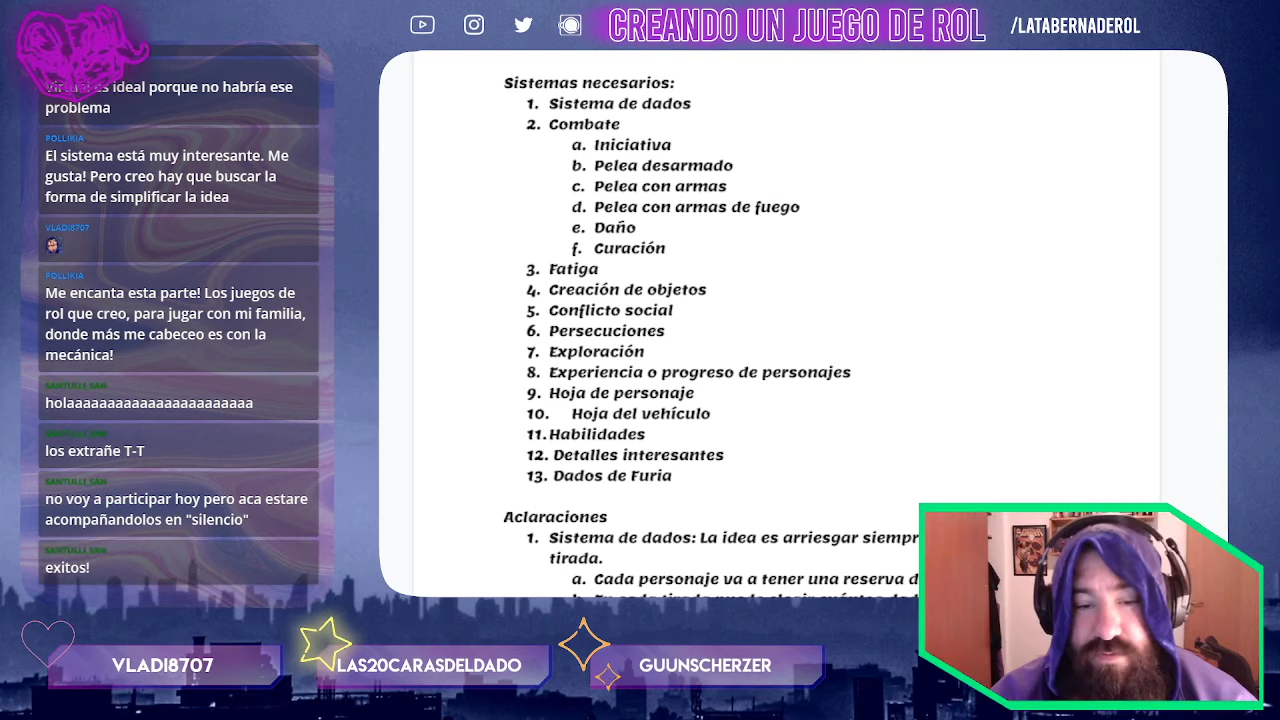 CREANDO UN JUEGO DE ROL
/LATABERNADEROL
es ideal porque no habría ese
problema
POLLIKIA
El sistema está muy interesante. Me
gusta! Pero creo hay que buscar la
forma de simplificar la idea
VLADI8707
POLLIKIA
Me encanta esta parte! Los juegos de
rol que creo, para jugar con mi familia,
donde más me cabeceo es con la
mecánica!
SANTULLI_SAN
holaaaaaaaaaaaaaaaaaaaaaaa
SANTULLI_SAN
los extrañe T-T
SANTULLI_SAN
no voy a participar hoy pero aca estare
acompañandolos en "silencio"
SANTULLI_SAN
exitos!
Sistemas necesarios:
1. Sistema de dados
2. Combate
a. Iniciativa
b. Pelea desarmado
c. Pelea con armas
d. Pelea con armas de fuego
e. Daño
f. Curación
3. Fatiga
4. Creación de objetos
5. Conflicto social
6. Persecuciones
7. Exploración
8. Experiencia o progreso de personajes
9. Hoja de personaje
10. Hoja del vehículo
11. Habilidades
12. Detalles interesantes
13. Dados de Furia
Aclaraciones
1. Sistema de dados: La idea es arriesgar siempr
tirada.
a. Cada personaje va a tener una reserva d
VLADI8707
LAS20CARASDELDADO
GUUNSCHERZER